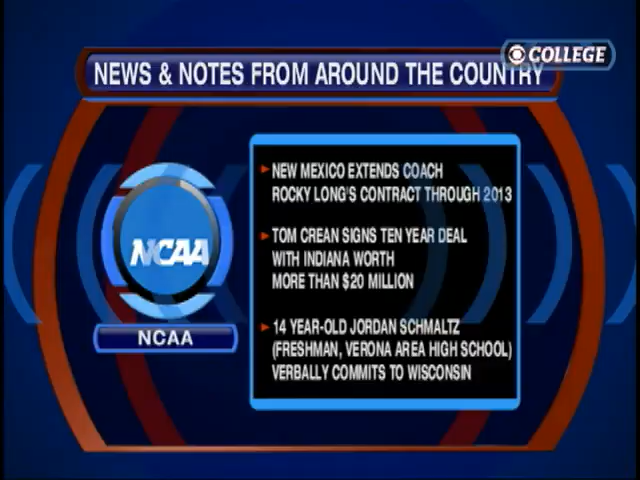 COLLEGE
NEWS & NOTES FROM AROUND THE COUNTRY
NEW MEXICO EXTENDS COACH
ROCKY LONG'S CONTRACT THROUGH 2013
TOM CREAN SIGNS TEN YEAR DEAL
WITH INDIANA WORTH
MORE THAN $20 MILLION
14 YEAR-OLD JORDAN SCHMALTZ
(FRESHMAN, VERONA AREA HIGH SCHOOL)
VERBALLY COMMITS TO WISCONSIN
NCAA
NCAA